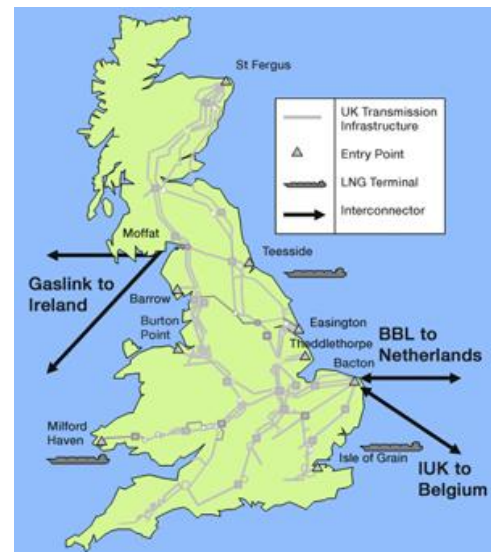 St Fergus
UK Transmission
Infrastructure
Entry Point
LNG Terminal
Interconnector
Moffat
Teesside
Gaslink to
Ireland
Barrow
Burton
Point
Easington
Theddlethorpe
Bacton
BBL to
Netherlands
Milford
Haven
Isle of Grain
IUK to
Belgium